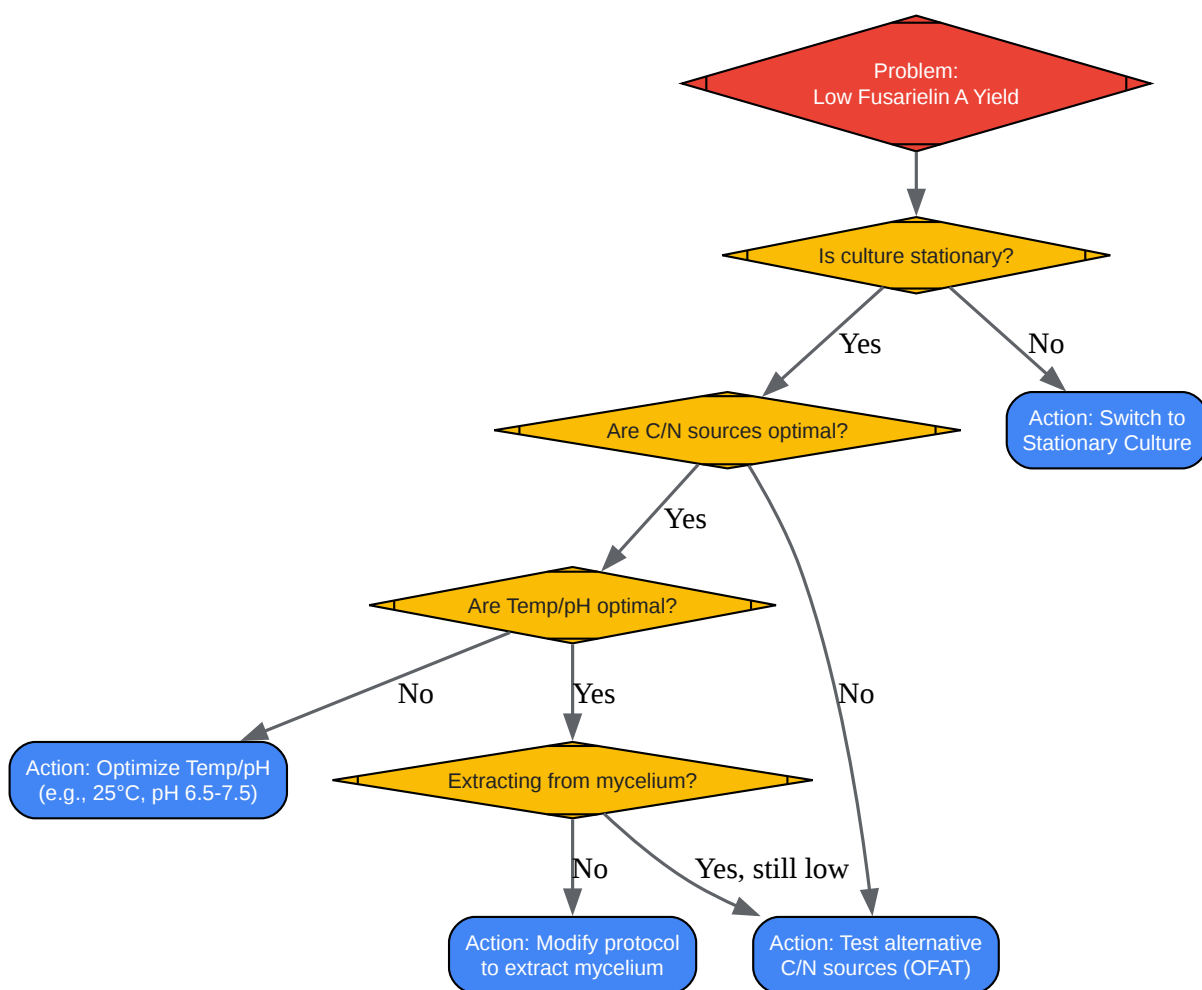 Problem:
Low Fusarielin A Yield
Is culture stationary?
Yes
No
Action: Switch to
Stationary Culture
Are C/N sources optimal?
Yes
Are Temp/pH optimal?
No
Yes
No
Action: Optimize Temp/pH
(e.g., 25°C, pH 6.5-7.5)
Extracting from mycelium?
No
Yes, still low
Action: Modify protocol
to extract mycelium
Action: Test alternative
C/N sources (OFAT)